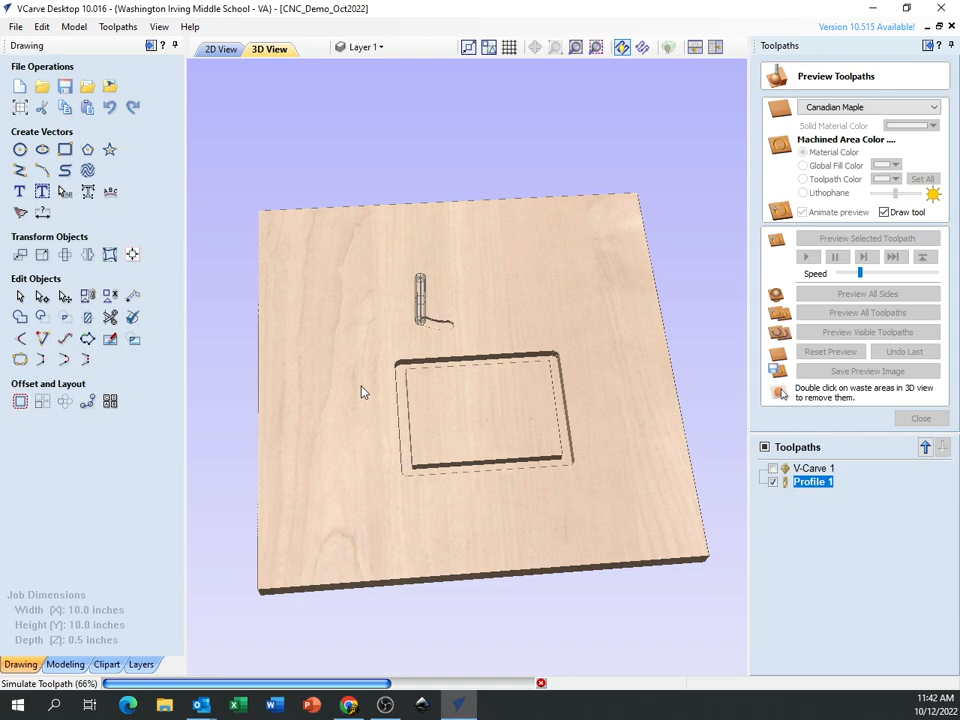 VCarve Desktop 10.016 - {Washington Irving Middle School - VA} - [CNC_Demo_Oct2022]
File Edit Model Toolpaths View Help
Version 10.515 Available!
Drawing
2D View 3D View Layer 1
Toolpaths
File Operations
Create Vectors
Transform Objects
Edit Objects
Offset and Layout
Job Dimensions
Width (X): 10.0 inches
Height (Y): 10.0 inches
Depth (Z): 0.5 inches
Drawing Modeling Clipart Layers
Simulate Toolpath (66%)
Preview Toolpaths
Canadian Maple
Solid Material Color
Machined Area Color ....
Material Color
Global Fill Color
Toolpath Color Set All
Lithophane
Animate preview Draw tool
Preview Selected Toolpath
Speed
Preview All Sides
Preview All Toolpaths
Preview Visible Toolpaths
Reset Preview Undo Last
Save Preview Image
Double click on waste areas in 3D view
to remove them.
Close
Toolpaths
V-Carve 1
Profile 1
11:42 AM
10/12/2022